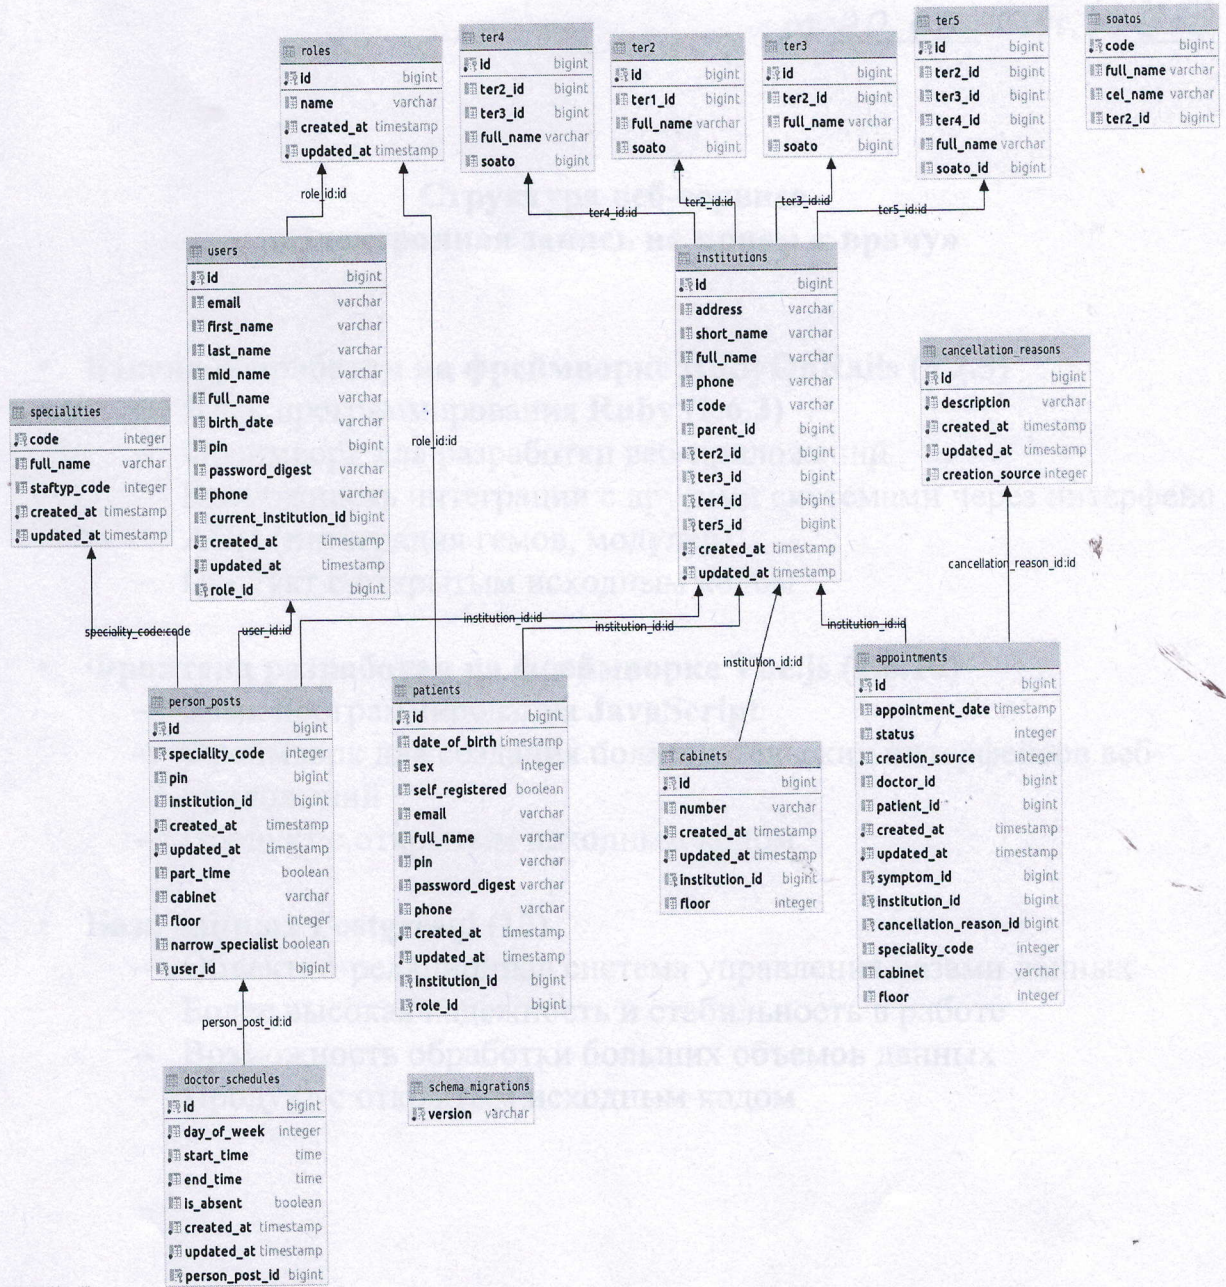 roles
id bigint
name varchar
created_at timestamp
updated_at timestamp
ter4
id bigint
ter2_id bigint
ter3_id bigint
full_name varchar
soato bigint
ter2
id bigint
ter1_id bigint
full_name varchar
soato bigint
ter3
id bigint
ter2_id bigint
full_name varchar
soato bigint
ter5
id bigint
ter2_id bigint
ter3_id bigint
ter4_id bigint
full_name varchar
soato_id bigint
soatos
code bigint
full_name varchar
cel_name varchar
ter2_id bigint
role_id:id
ter4_id:id
ter2_id:id
ter3_id:id
ter5_id:id
users
id bigint
email varchar
first_name varchar
last_name varchar
mid_name varchar
full_name varchar
birth_date varchar
pin bigint
password_digest varchar
phone varchar
current_institution_id bigint
created_at timestamp
updated_at timestamp
role_id bigint
institutions
id bigint
address varchar
short_name varchar
full_name varchar
phone varchar
code varchar
parent_id bigint
ter2_id bigint
ter3_id bigint
ter4_id bigint
ter5_id bigint
created_at timestamp
updated_at timestamp
cancellation_reasons
id bigint
description varchar
created_at timestamp
updated_at timestamp
creation_source integer
specialities
code integer
full_name varchar
staftyp_code integer
created_at timestamp
updated_at timestamp
role_id:id
cancellation_reason_id:id
speciality_code:code
user_id:id
institution_id:id
institution_id:id
institution_id:id
institution_id:id
person_posts
id bigint
speciality_code integer
pin bigint
institution_id bigint
created_at timestamp
updated_at timestamp
part_time boolean
cabinet varchar
floor integer
narrow_specialist boolean
user_id bigint
patients
id bigint
date_of_birth timestamp
sex integer
self_registered boolean
email varchar
full_name varchar
pin varchar
password_digest varchar
phone varchar
created_at timestamp
updated_at timestamp
institution_id bigint
role_id bigint
cabinets
id bigint
number varchar
created_at timestamp
updated_at timestamp
institution_id bigint
floor integer
appointments
id bigint
appointment_date timestamp
status integer
creation_source integer
doctor_id bigint
patient_id bigint
created_at timestamp
updated_at timestamp
symptom_id bigint
institution_id bigint
cancellation_reason_id bigint
speciality_code integer
cabinet varchar
floor integer
person_post_id:id
doctor_schedules
id bigint
day_of_week integer
start_time time
end_time time
is_absent boolean
created_at timestamp
updated_at timestamp
person_post_id bigint
schema_migrations
version varchar